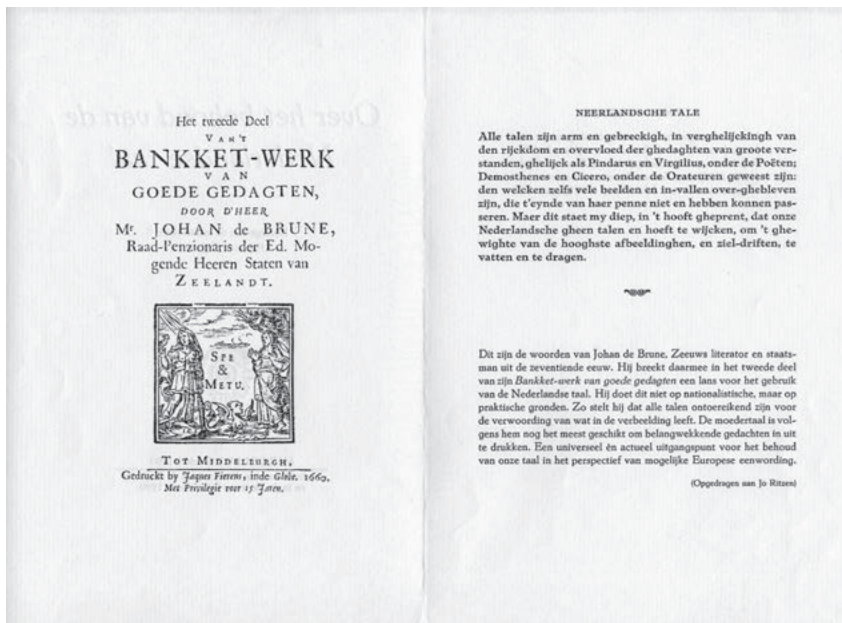 Het tweede Deel
VAN'T
BANKKET-WERK
VAN
GOEDE GEDAGTEN,
DOOR D'HEER
Mr. JOHAN de BRUNE,
Raad-Penzionaris der Ed. Mo-
gende Heeren Staten van
ZEELANDT.
SPE
&
METU.
TOT MIDDELBURGH,
Gedruckt by Jaques Fierens, inde Globe. 1660.
Met Privilegie voor 15 Jaren.
NEERLANDSCHE TALE
Alle talen zijn arm en gebreckigh, in verghelijckingh van
den rijckdom en overvloed der ghedaghten van groote ver-
standen, ghelijck als Pindarus en Virgilius, onder de Poëten;
Demosthenes en Cicero, onder de Orateuren geweest zijn:
den welcken zelfs vele beelden en in-vallen over-ghebleven
zijn, die t'eynde van haer penne niet en hebben konnen pas-
seren. Maer dit staet my diep, in 't hooft gheprent, dat onze
Nederlandsche gheen talen en hoeft te wijcken, om 't ghe-
wighte van de hooghste afbeeldinghen, en ziel-driften, te
vatten en te dragen.
Dit zijn de woorden van Johan de Brune, Zeeuws literator en staats-
man uit de zeventiende eeuw. Hij breekt daarmee in het tweede deel
van zijn Bankket-werk van goede gedagten een lans voor het gebruik
van de Nederlandse taal. Hij doet dit niet op nationalistische, maar op
praktische gronden. Zo stelt hij dat alle talen ontoereikend zijn voor
de verwoording van wat in de verbeelding leeft. De moedertaal is vol-
gens hem nog het meest geschikt om belangwekkende gedachten in uit
te drukken. Een universeel èn actueel uitgangspunt voor het behoud
van onze taal in het perspectief van mogelijke Europese eenwording.
(Opgedragen aan Jo Ritzen)